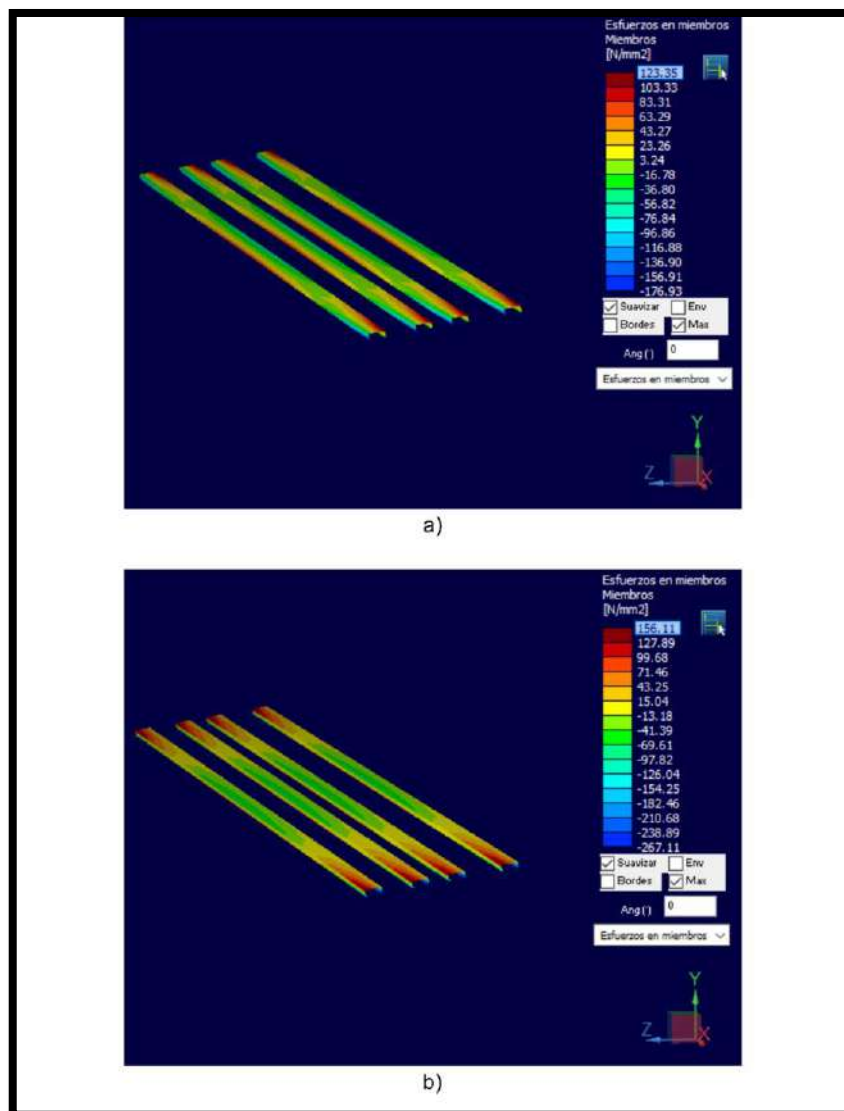 Esfuerzos en miembros
Miembros
[N/mm2]
123.35
103.33
83.31
63.29
43.27
23.26
3.24
-16.78
-36.80
-56.82
-76.84
-96.86
-116.88
-136.90
-156.91
-176.93
Suavizar Env
Bordes Max
Ang(°) 0
Esfuerzos en miembros
Y
Z X
a)
Esfuerzos en miembros
Miembros
[N/mm2]
156.11
127.89
99.68
71.46
43.25
15.04
-13.18
-41.39
-69.61
-97.82
-126.04
-154.25
-182.46
-210.68
-238.89
-267.11
Suavizar Env
Bordes Max
Ang(°) 0
Esfuerzos en miembros
Y
Z X
b)